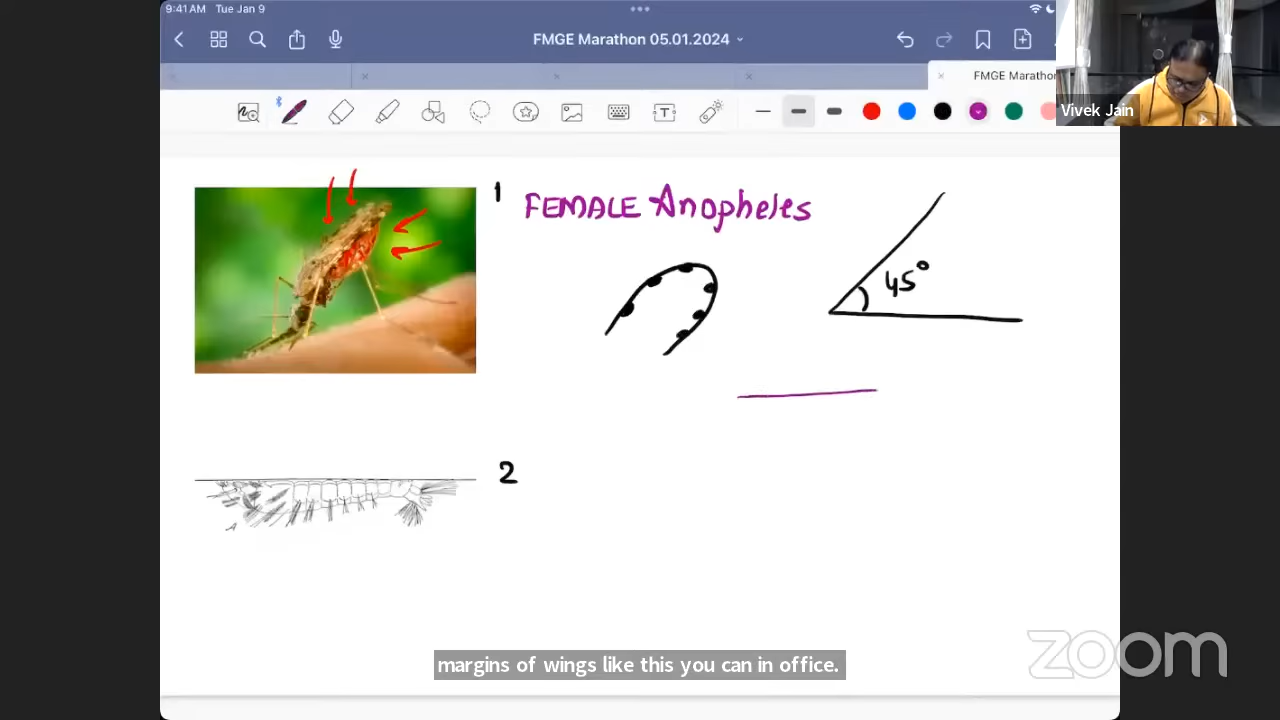 9:41 AM Tue Jan 9
FMGE Marathon 05.01.2024
FMGE Marathon
Vivek Jain
1
FEMALE Anopheles
45°
2
margins of wings like this you can in office.
zoom